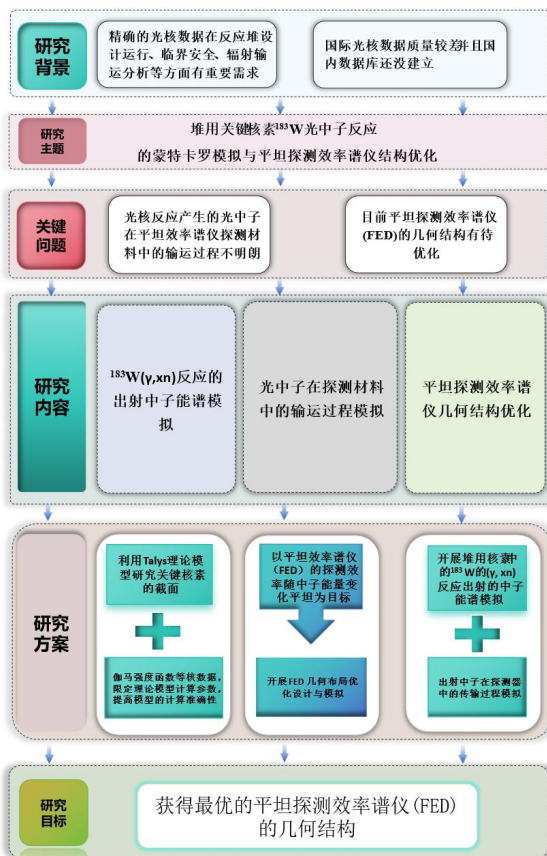 研究
背景
精确的光核数据在反应堆设
计运行、临界安全、辐射输
运分析等方面有重要需求
国际光核数据质量较差并且国
内数据库还没建立
研究
主题
堆用关键核素¹⁸³W光中子反应
的蒙特卡罗模拟与平坦探测效率谱仪结构优化
关键
问题
光核反应产生的光中子
在平坦效率谱仪探测材
料中的输运过程不明朗
目前平坦探测效率谱仪
(FED)的几何结构有待
优化
研究
内容
¹⁸³W(γ,xn)反应的
出射中子能谱模
拟
光中子在探测材料
中的输运过程模拟
平坦探测效率谱
仪几何结构优化
研究
方案
利用Talys理论模
型研究关键核素
的截面
伽马强度函数等核数据,
限定理论模型计算参数,
提高模型的计算准确性
以平坦效率谱仪
（FED）的探测效
率随中子能量变
化平坦为目标
开展FED 几何布局
优化设计与模拟
开展堆用核素中
的¹⁸³W的(γ, xn)
反应出射的中子
能谱模拟
出射中子在探测器
中的传输过程模拟
研究
目标
获得最优的平坦探测效率谱仪(FED)
的几何结构